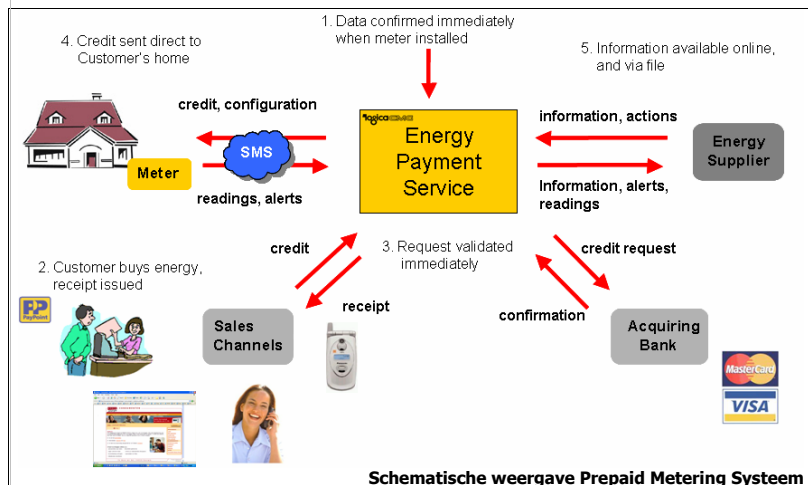 1. Data confirmed immediately
when meter installed
4. Credit sent direct to
Customer's home
5. Information available online,
and via file
credit, configuration
logicaCMG
information, actions
Energy
Payment
Service
SMS
Energy
Supplier
Meter
readings, alerts
Information, alerts,
readings
credit
3. Request validated
immediately
credit request
2. Customer buys energy,
receipt issued
PayPoint
receipt
confirmation
Sales
Channels
Acquiring
Bank
MasterCard
VISA
Schematische weergave Prepaid Metering Systeem